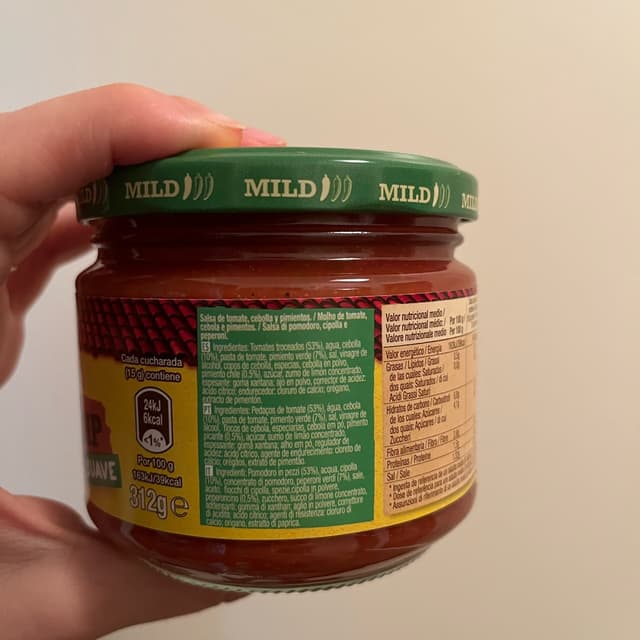 MILD MILD MILD
Cada cucharada
(15 g) contiene
24kJ
6kcal
<1%*
Por 100 g
163kJ/39kcal
312g e
SUAVE
Salsa de tomate, cebolla y pimientos. / Molho de tomate,
cebola e pimentos. / Salsa di pomodoro, cipolla e
peperoni.
ES Ingredientes: Tomates troceados (53%), agua, cebolla
(10%), pasta de tomate, pimiento verde (7%), sal, vinagre de
alcohol, copos de cebolla, especias, cebolla en polvo,
chile (0.5%), azúcar, zumo de limón concentrado,
espesante: goma xantana; ajo en polvo, corrector de acidez:
ácido cítrico; endurecedor: cloruro de calcio; orégano,
extracto de pimentón.
PT Ingredientes: Pedaços de tomate (53%), água, cebola
(10%), pasta de tomate, pimento verde (7%), sal, vinagre de
álcool, flocos de cebola, especiarias, cebola em pó, pimento
picante (0.5%), açúcar, sumo de limão concentrado,
espessante: goma xantana; alho em pó, regulador de
acidez: ácido cítrico, agente de endurecimento: cloreto de
cálcio; orégãos, extrato de pimentão.
IT Ingredienti: Pomodoro in pezzi (53%), acqua, cipolla
(10%), concentrato di pomodoro, peperoni verdi (7%), sale,
aceto, fiocchi di cipolla, spezie, cipolla in polvere,
peperoncino (0.5%), zucchero, succo di limone concentrato,
addensanti: gomma di xanthan; aglio in polvere, correttore
di acidità: acido citrico; agenti di resistenza: cloruro di
calcio; origano, estratto di paprica.
Valor nutricional medio /
Valor nutricional médio: / Por 100 g /
Valore nutrizionale medio Per 100 g
Valor energético / Energia
Grasas / Lípidos / Grassi
de las cuales: Saturadas /
dos quais: Saturados / di cui
Acidi Grassi Saturi
Hidratos de carbono / Carboidrati
de los cuales: Azúcares /
dos quais: Açúcares / di cui
Zuccheri
Fibra alimentaria / Fibra / Fibre
Proteínas / Proteine
Sal / Sale